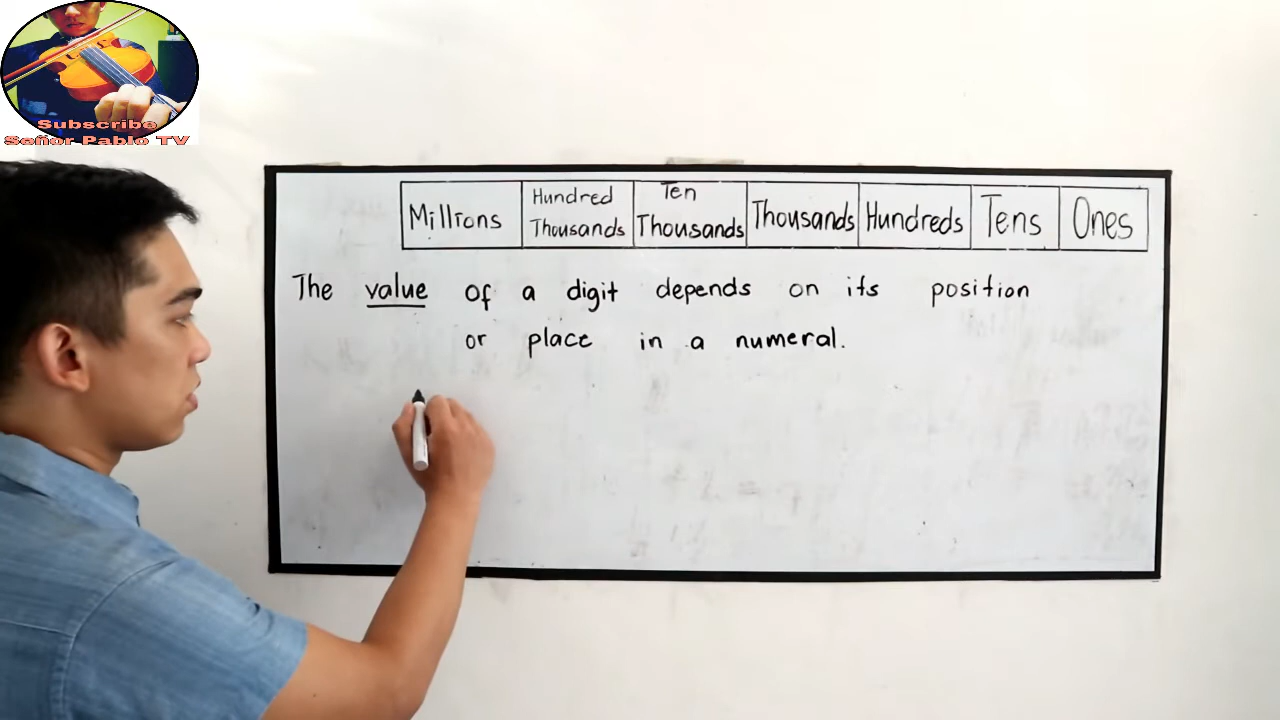 Subscribe
Señor Pablo TV
Millions Hundred Thousands Ten Thousands Thousands Hundreds Tens Ones
The value of a digit depends on its position
or place in a numeral.